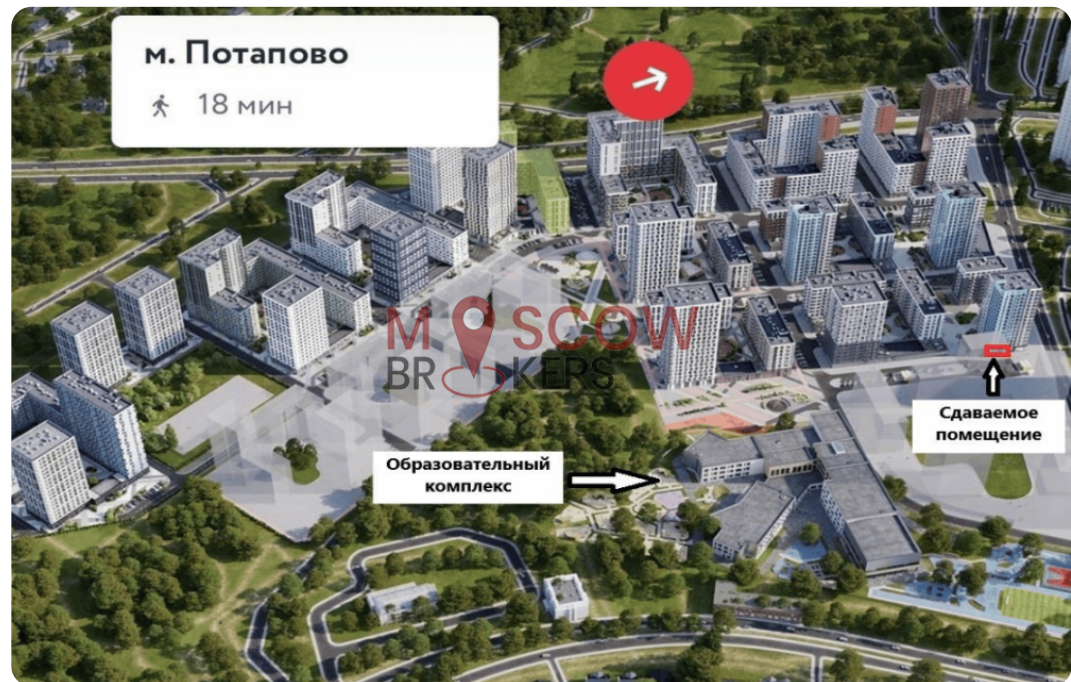 м. Потапово
18 мин
MOSCOW
BROKERS
Сдаваемое
помещение
Образовательный
комплекс